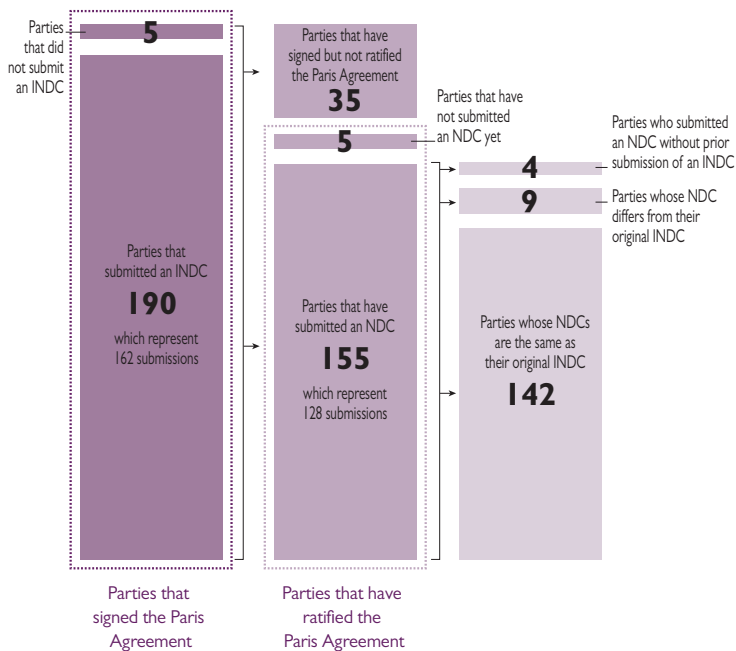 Parties
that did
not submit
an INDC
5
Parties that
submitted an INDC
190
which represent
162 submissions
Parties that
signed the Paris
Agreement
Parties that have
signed but not ratified
the Paris Agreement
35
Parties that have
not submitted
an NDC yet
5
Parties that have
submitted an NDC
155
which represent
128 submissions
Parties that have
ratified the
Paris Agreement
Parties who submitted
an NDC without prior
submission of an INDC
4
9
Parties whose NDC
differs from their
original INDC
Parties whose NDCs
are the same as
their original INDC
142